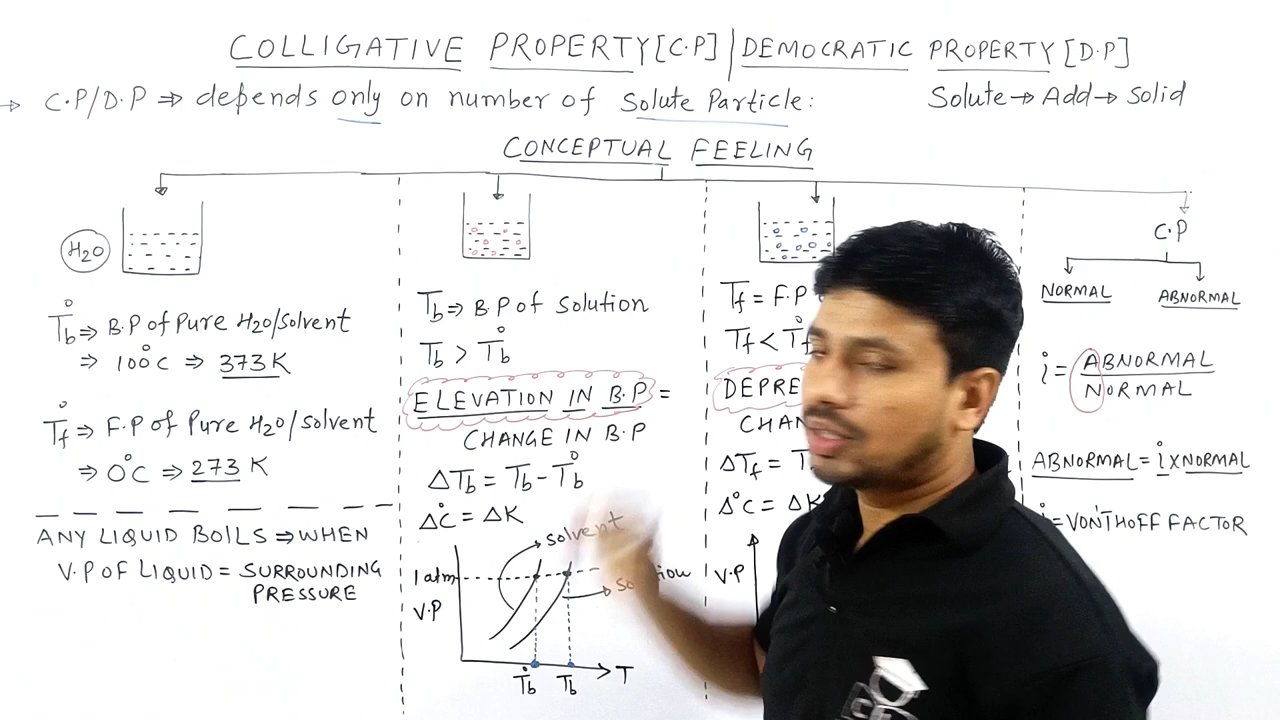 COLLIGATIVE PROPERTY[C.P] | DEMOCRATIC PROPERTY[D.P]
→ C.P/D.P ⇒ depends only on number of Solute Particle:
Solute → Add → Solid
CONCEPTUAL FEELING
H₂O
T°b ⇒ B.P of Pure H₂O/solvent
⇒ 100°C ⇒ 373 K
T°f ⇒ F.P of Pure H₂O/solvent
⇒ 0°C ⇒ 273 K
ANY LIQUID BOILS ⇒ WHEN
V.P OF LIQUID = SURROUNDING
PRESSURE
Tb ⇒ B.P of Solution
Tb > T°b
ELEVATION IN B.P =
CHANGE IN B.P
ΔTb = Tb - T°b
Δ°C = ΔK
solvent
1 atm
V.P
T°b Tb T
Tf = F.P
Tf < T°f
ΔTf =
Δ°C = ΔK
V.P
C.P
NORMAL ABNORMAL
i = ABNORMAL
NORMAL
ABNORMAL = i x NORMAL
i = VON'T HOFF FACTOR